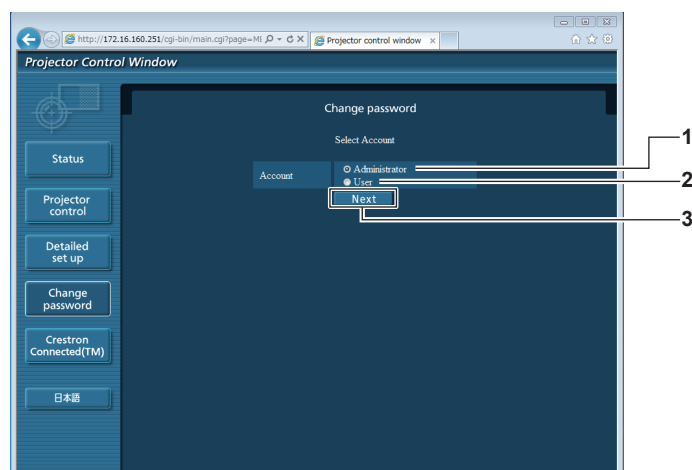 http://172.16.160.251/cgi-bin/main.cgi?page=MI
Projector control window
Projector Control Window
Change password
Select Account
Account
Administrator
User
Next
1
2
3
Status
Projector
control
Detailed
set up
Change
password
Crestron
Connected(TM)
日本語